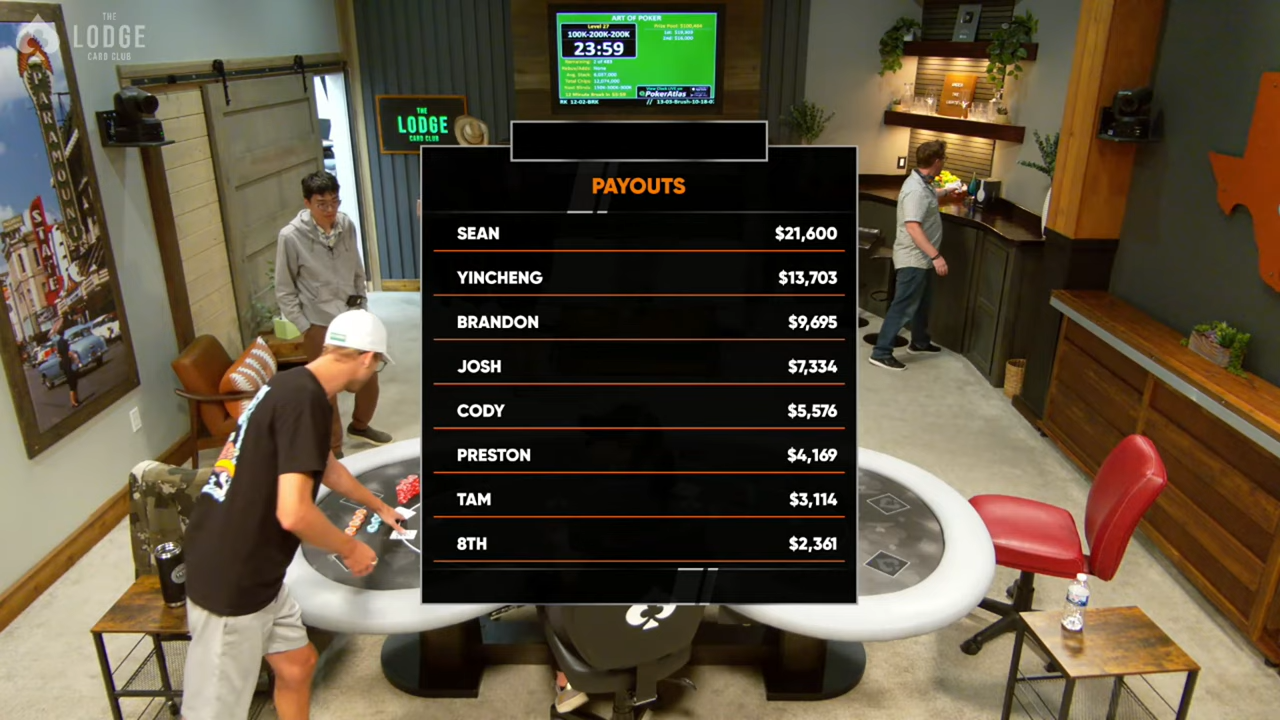 THE
LODGE
CARD CLUB
PARAMOUNT
STATE
ART OF POKER
Level 27
100K-200K-200K
23:59
PokerAtlas
THE
LODGE
CARD CLUB
PAYOUTS
SEAN $21,600
YINCHENG $13,703
BRANDON $9,695
JOSH $7,334
CODY $5,576
PRESTON $4,169
TAM $3,114
8TH $2,361